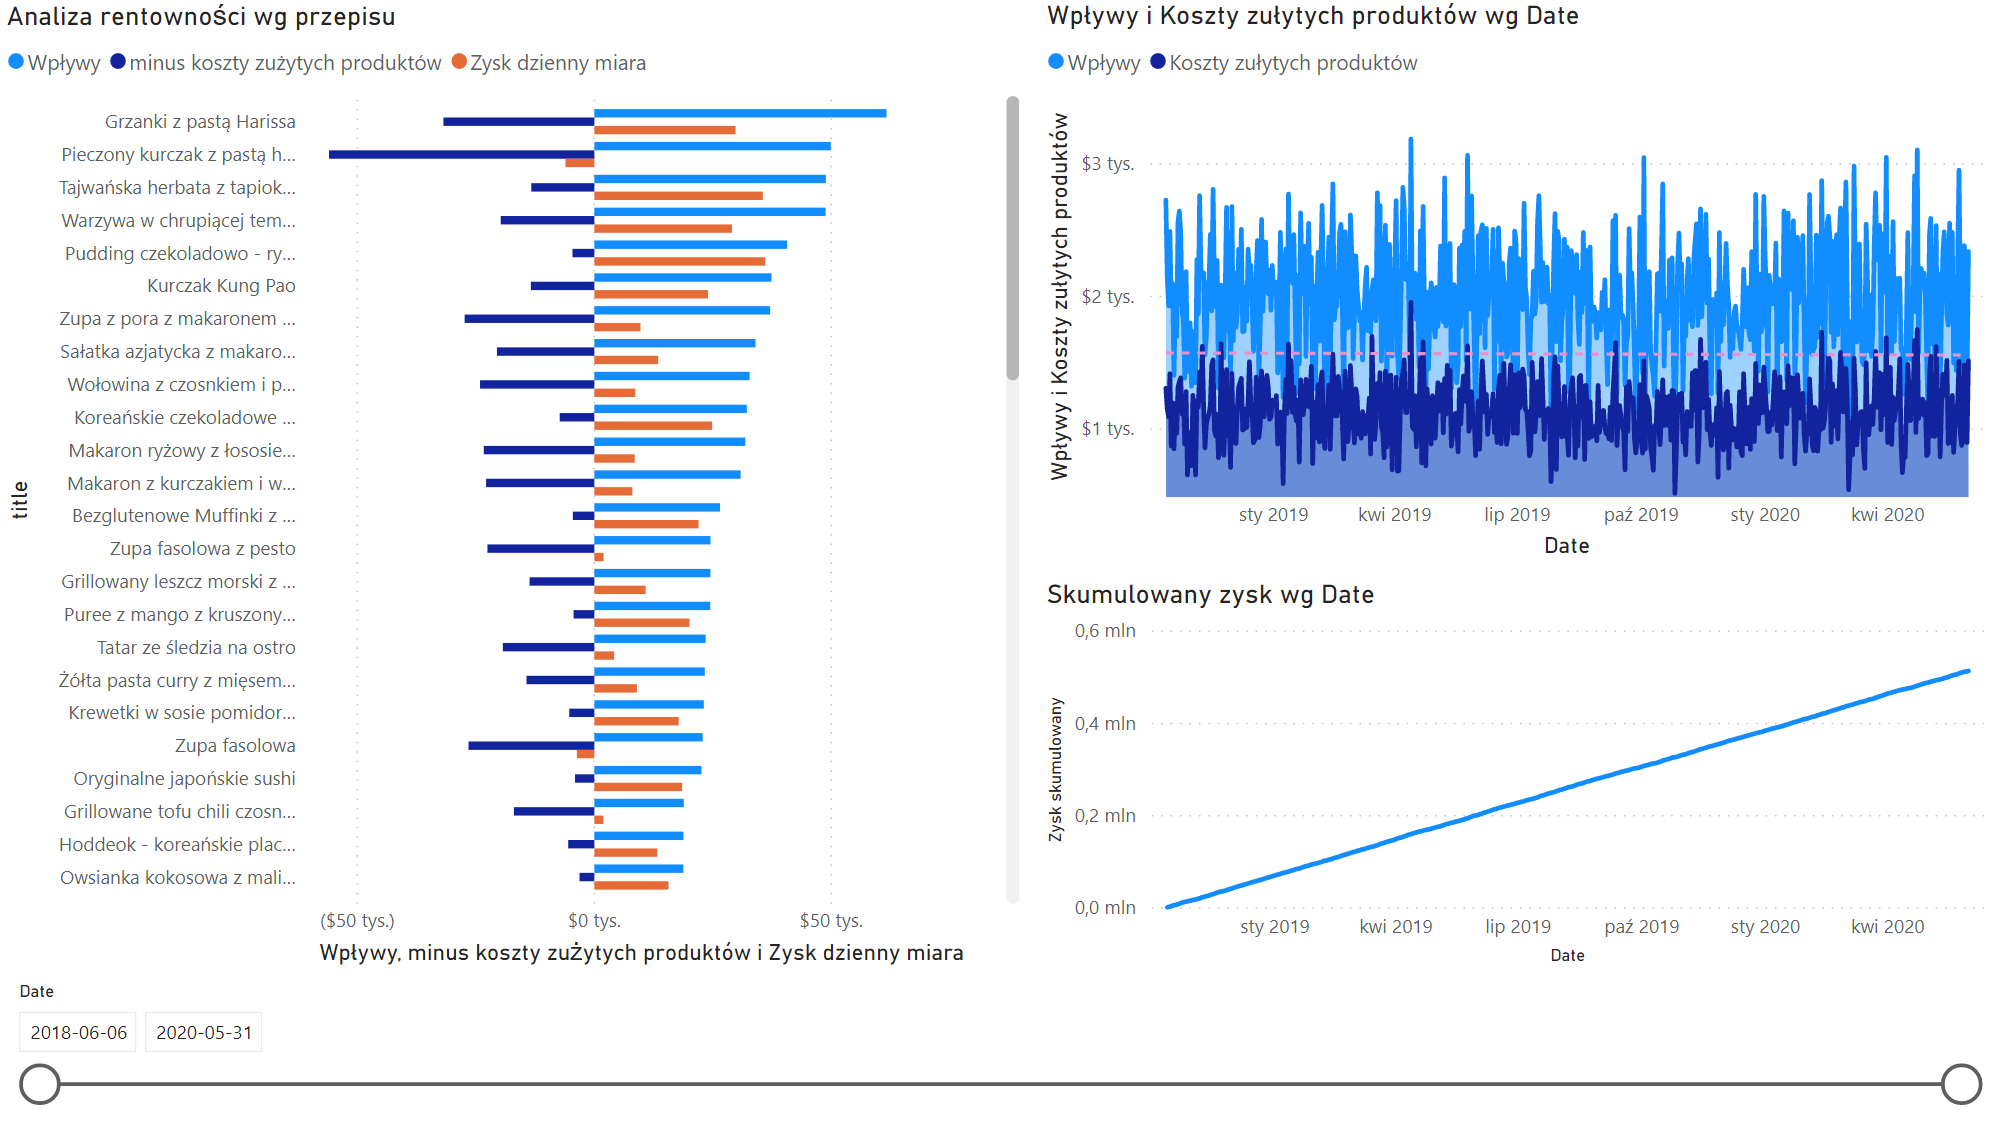 Analiza rentowności wg przepisu
Wpływy minus koszty zużytych produktów Zysk dzienny miara
title
Grzanki z pastą Harissa
Pieczony kurczak z pastą h...
Tajwańska herbata z tapiok...
Warzywa w chrupiącej tem...
Pudding czekoladowo - ry...
Kurczak Kung Pao
Zupa z pora z makaronem ...
Sałatka azjatycka z makaro...
Wołowina z czosnkiem i p...
Koreańskie czekoladowe ...
Makaron ryżowy z łososie...
Makaron z kurczakiem i w...
Bezglutenowe Muffinki z ...
Zupa fasolowa z pesto
Grillowany leszcz morski z ...
Puree z mango z kruszony...
Tatar ze śledzia na ostro
Żółta pasta curry z mięsem...
Krewetki w sosie pomidor...
Zupa fasolowa
Oryginalne japońskie sushi
Grillowane tofu chili czosn...
Hoddeok - koreańskie plac...
Owsianka kokosowa z mali...
($50 tys.) $0 tys. $50 tys.
Wpływy, minus koszty zużytych produktów i Zysk dzienny miara
Wpływy i Koszty zułytych produktów wg Date
Wpływy Koszty zułytych produktów
Wpływy i Koszty zułytych produktów
$3 tys.
$2 tys.
$1 tys.
sty 2019 kwi 2019 lip 2019 paź 2019 sty 2020 kwi 2020
Date
Skumulowany zysk wg Date
Zysk skumulowany
0,6 mln
0,4 mln
0,2 mln
0,0 mln
sty 2019 kwi 2019 lip 2019 paź 2019 sty 2020 kwi 2020
Date
Date
2018-06-06 2020-05-31